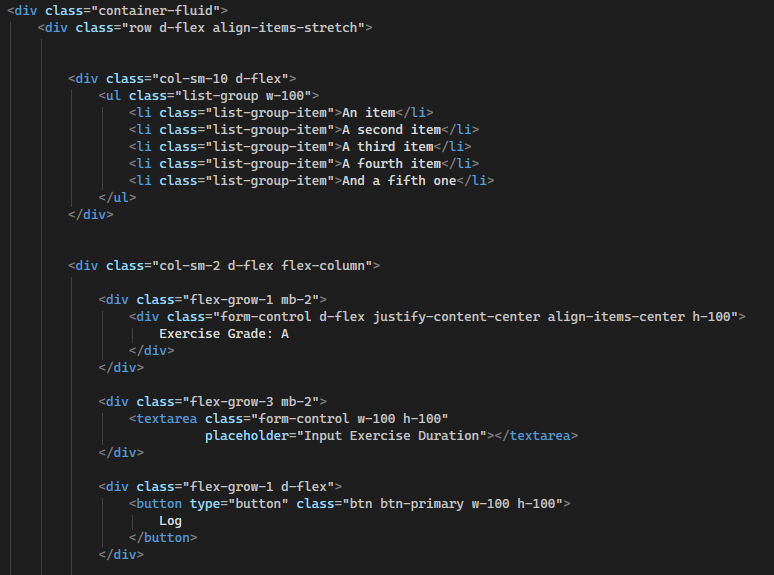 <div class="container-fluid">
<div class="row d-flex align-items-stretch">
<div class="col-sm-10 d-flex">
<ul class="list-group w-100">
<li class="list-group-item">An item</li>
<li class="list-group-item">A second item</li>
<li class="list-group-item">A third item</li>
<li class="list-group-item">A fourth item</li>
<li class="list-group-item">And a fifth one</li>
</ul>
</div>
<div class="col-sm-2 d-flex flex-column">
<div class="flex-grow-1 mb-2">
<div class="form-control d-flex justify-content-center align-items-center h-100">
Exercise Grade: A
</div>
</div>
<div class="flex-grow-3 mb-2">
<textarea class="form-control w-100 h-100"
placeholder="Input Exercise Duration"></textarea>
</div>
<div class="flex-grow-1 d-flex">
<button type="button" class="btn btn-primary w-100 h-100">
Log
</button>
</div>